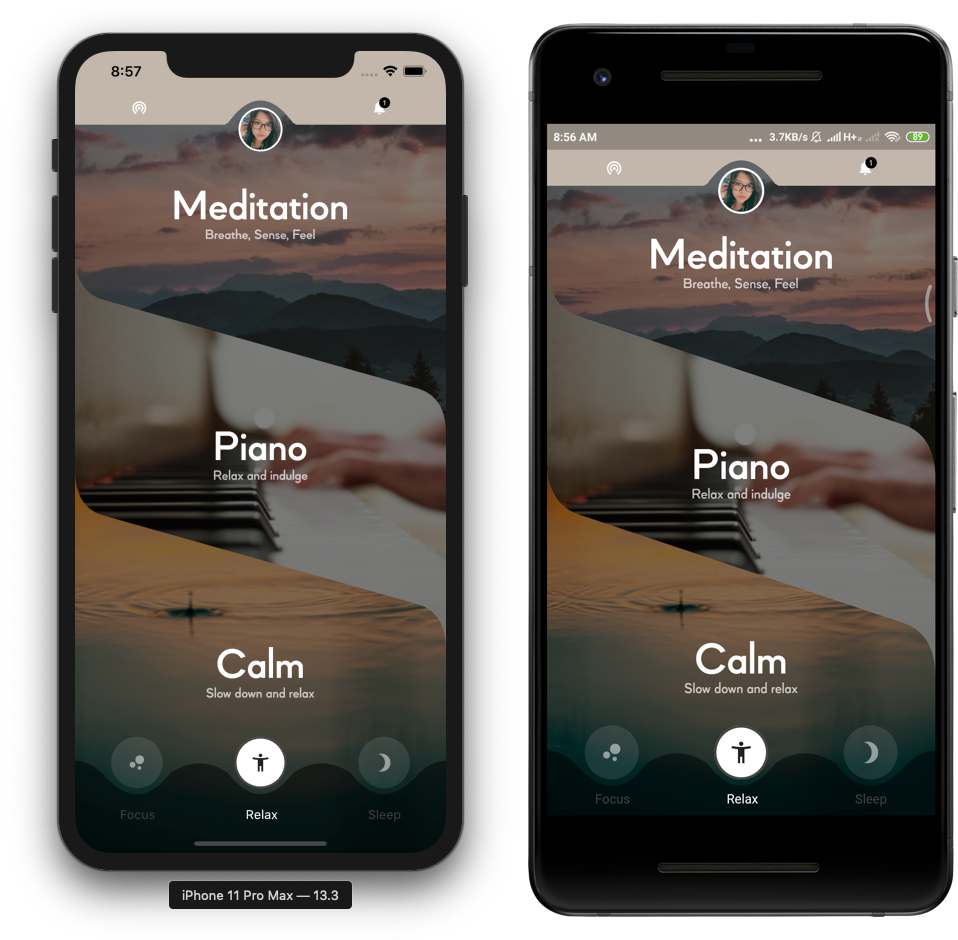 8:57
1
Meditation
Breathe, Sense, Feel
Piano
Relax and indulge
Calm
Slow down and relax
Focus
Relax
Sleep
iPhone 11 Pro Max — 13.3
8:56 AM
... 3.7KB/s H+ 89
1
Meditation
Breathe, Sense, Feel
Piano
Relax and indulge
Calm
Slow down and relax
Focus
Relax
Sleep